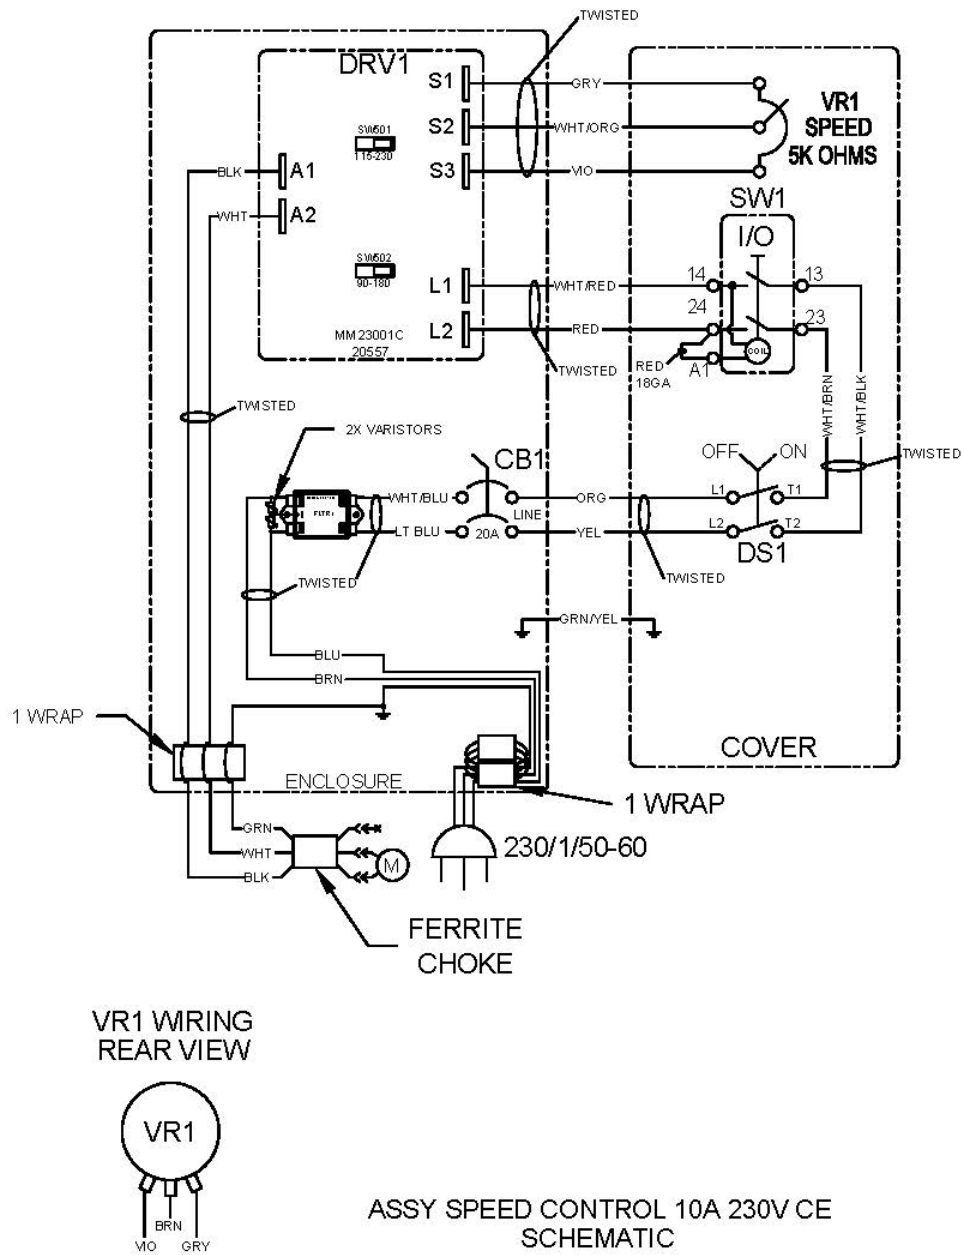 TWISTED
DRV1
S1
GRY
VR1
SPEED
5K OHMS
SW501
115-230
S2
WHT/ORG
BLK
A1
S3
VIO
WHT
A2
SW1
I/O
SW502
90-180
L1
WHT/RED
14
13
24
23
MM23001C
20557
L2
RED
COIL
TWISTED
RED
18GA
A1
TWISTED
WHT/BRN
WHT/BLK
2X VARISTORS
CB1
OFF
ON
TWISTED
FLTR1
WHT/BLU
LINE
ORG
L1
T1
LT BLU
20A
YEL
L2
T2
DS1
TWISTED
TWISTED
GRN/YEL
BLU
BRN
1 WRAP
COVER
ENCLOSURE
1 WRAP
GRN
WHT
BLK
M
230/1/50-60
FERRITE
CHOKE
VR1 WIRING
REAR VIEW
VR1
VIO
BRN
GRY
ASSY SPEED CONTROL 10A 230V CE
SCHEMATIC